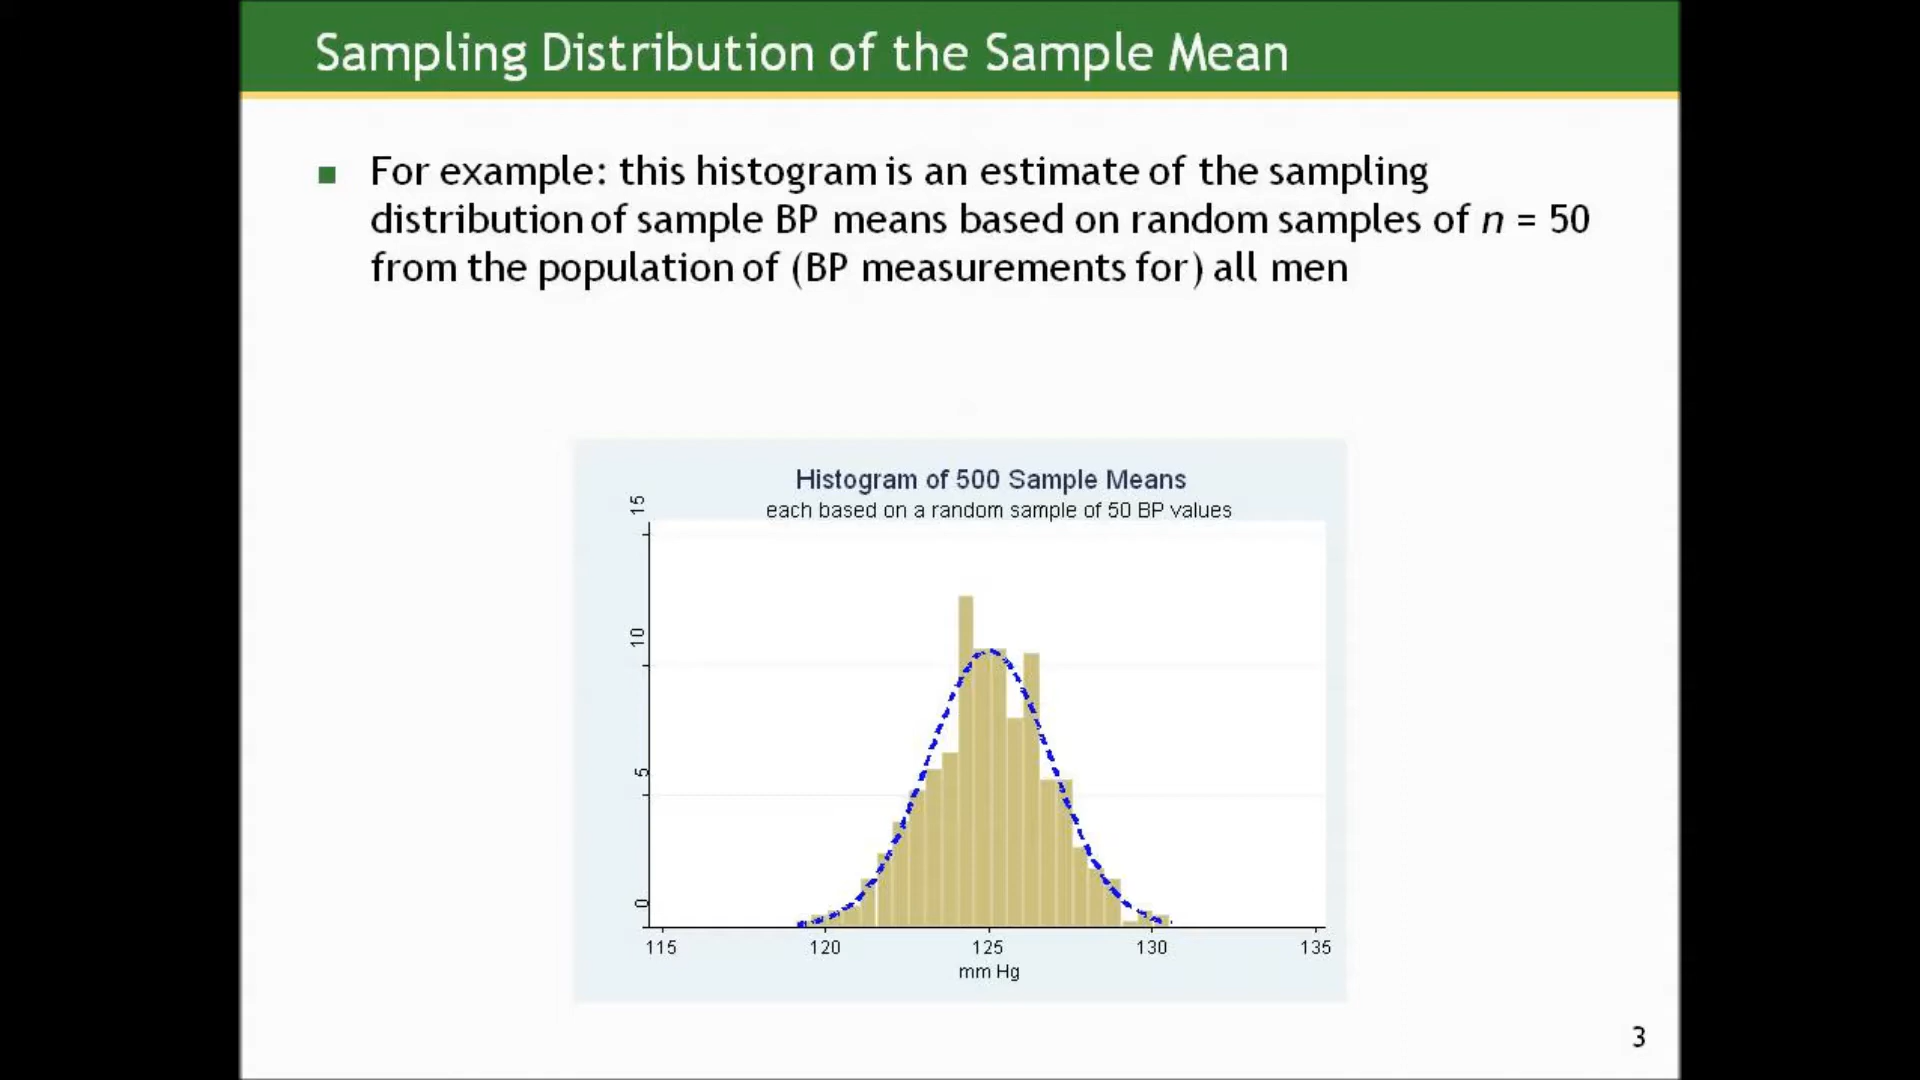 Sampling Distribution of the Sample Mean
For example: this histogram is an estimate of the sampling
distribution of sample BP means based on random samples of n = 50
from the population of (BP measurements for) all men
Histogram of 500 Sample Means
each based on a random sample of 50 BP values
15
10
5
0
115 120 125 130 135
mm Hg
3